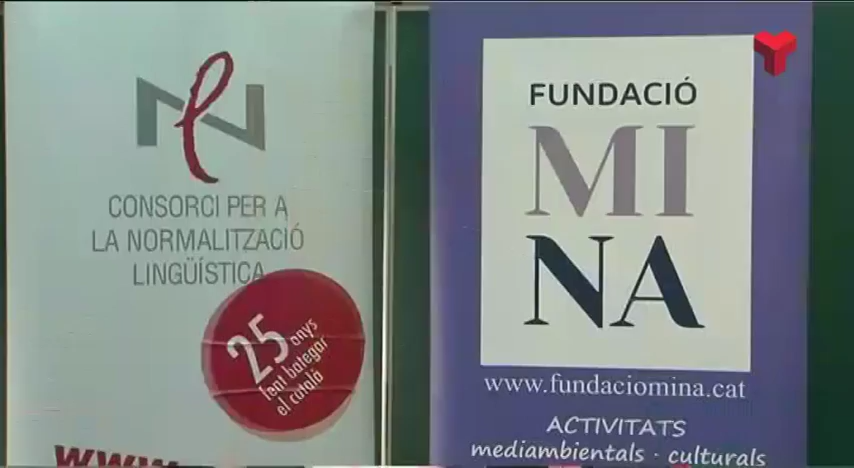 CONSORCI PER A
LA NORMALITZACIÓ
LINGÜÍSTICA
25 anys
fent bategar
el català
www.
FUNDACIÓ
MI
NA
www.fundaciomina.cat
ACTIVITATS
mediambientals · culturals